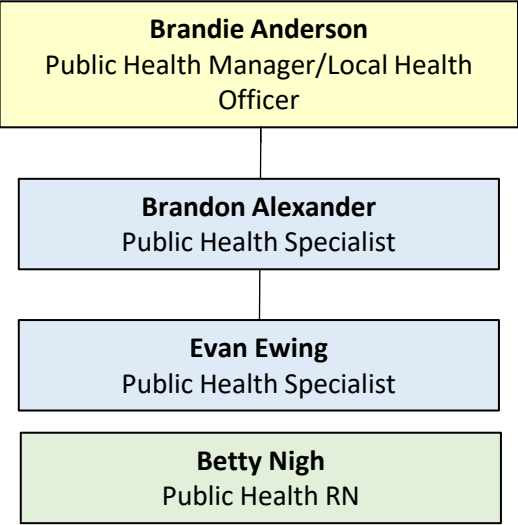 Brandie Anderson
Public Health Manager/Local Health
Officer
Brandon Alexander
Public Health Specialist
Evan Ewing
Public Health Specialist
Betty Nigh
Public Health RN